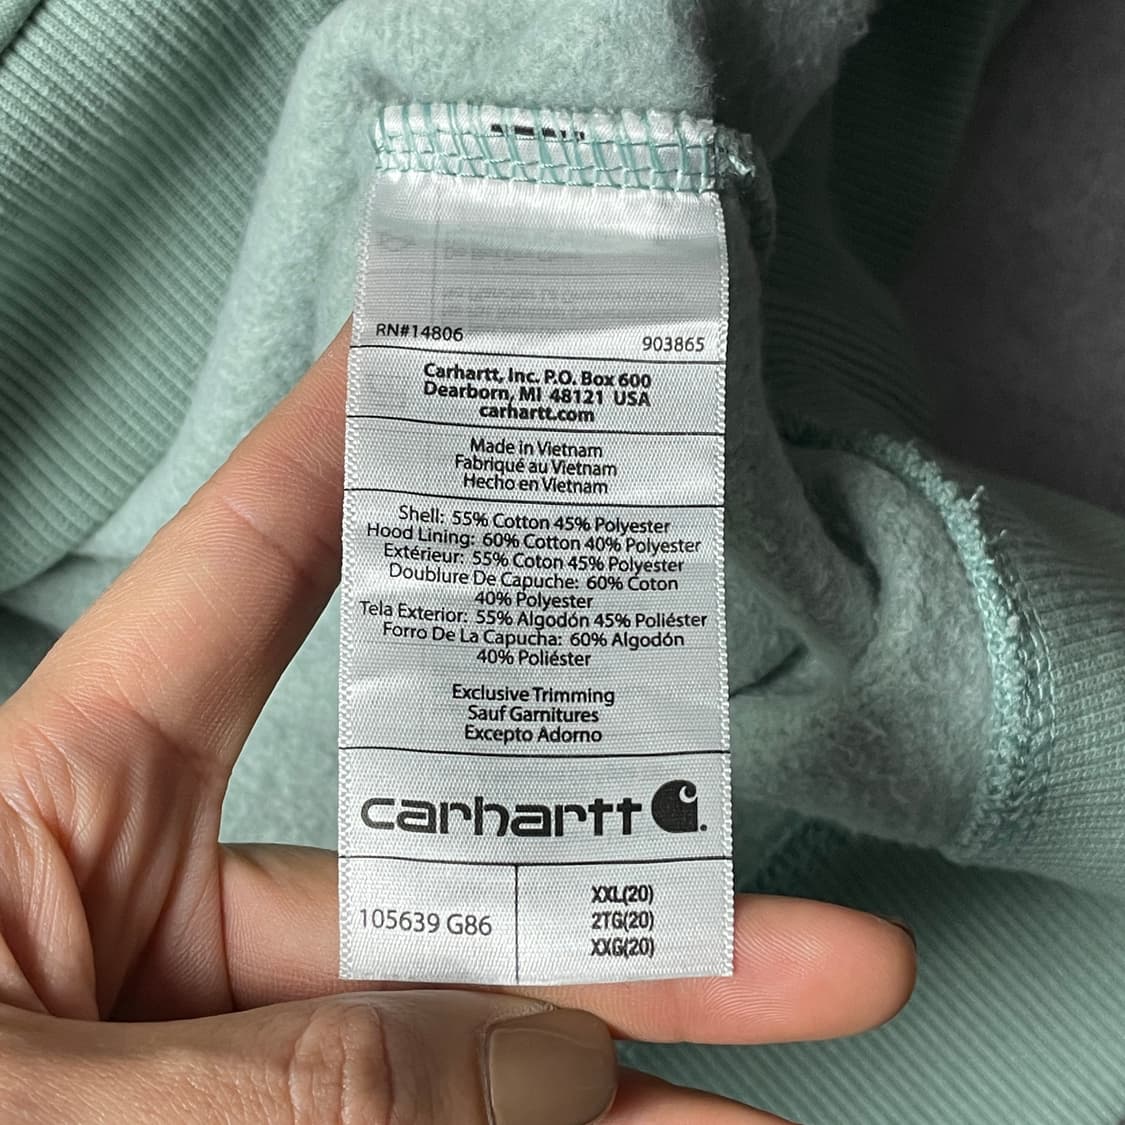 RN#14806
903865
Carhartt, Inc. P.O. Box 600
Dearborn, MI 48121 USA
carhartt.com
Made in Vietnam
Fabriqué au Vietnam
Hecho en Vietnam
Shell: 55% Cotton 45% Polyester
Hood Lining: 60% Cotton 40% Polyester
Extérieur: 55% Coton 45% Polyester
Doublure De Capuche: 60% Coton
40% Polyester
Tela Exterior: 55% Algodón 45% Poliéster
Forro De La Capucha: 60% Algodón
40% Poliéster
Exclusive Trimming
Sauf Garnitures
Excepto Adorno
carhartt
105639 G86
XXL(20)
2TG(20)
XXG(20)